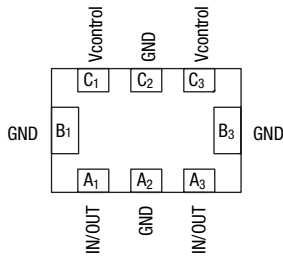 Vcontrol GND Vcontrol
C1 C2 C3
GND B1 B3 GND
A1 A2 A3
IN/OUT GND IN/OUT